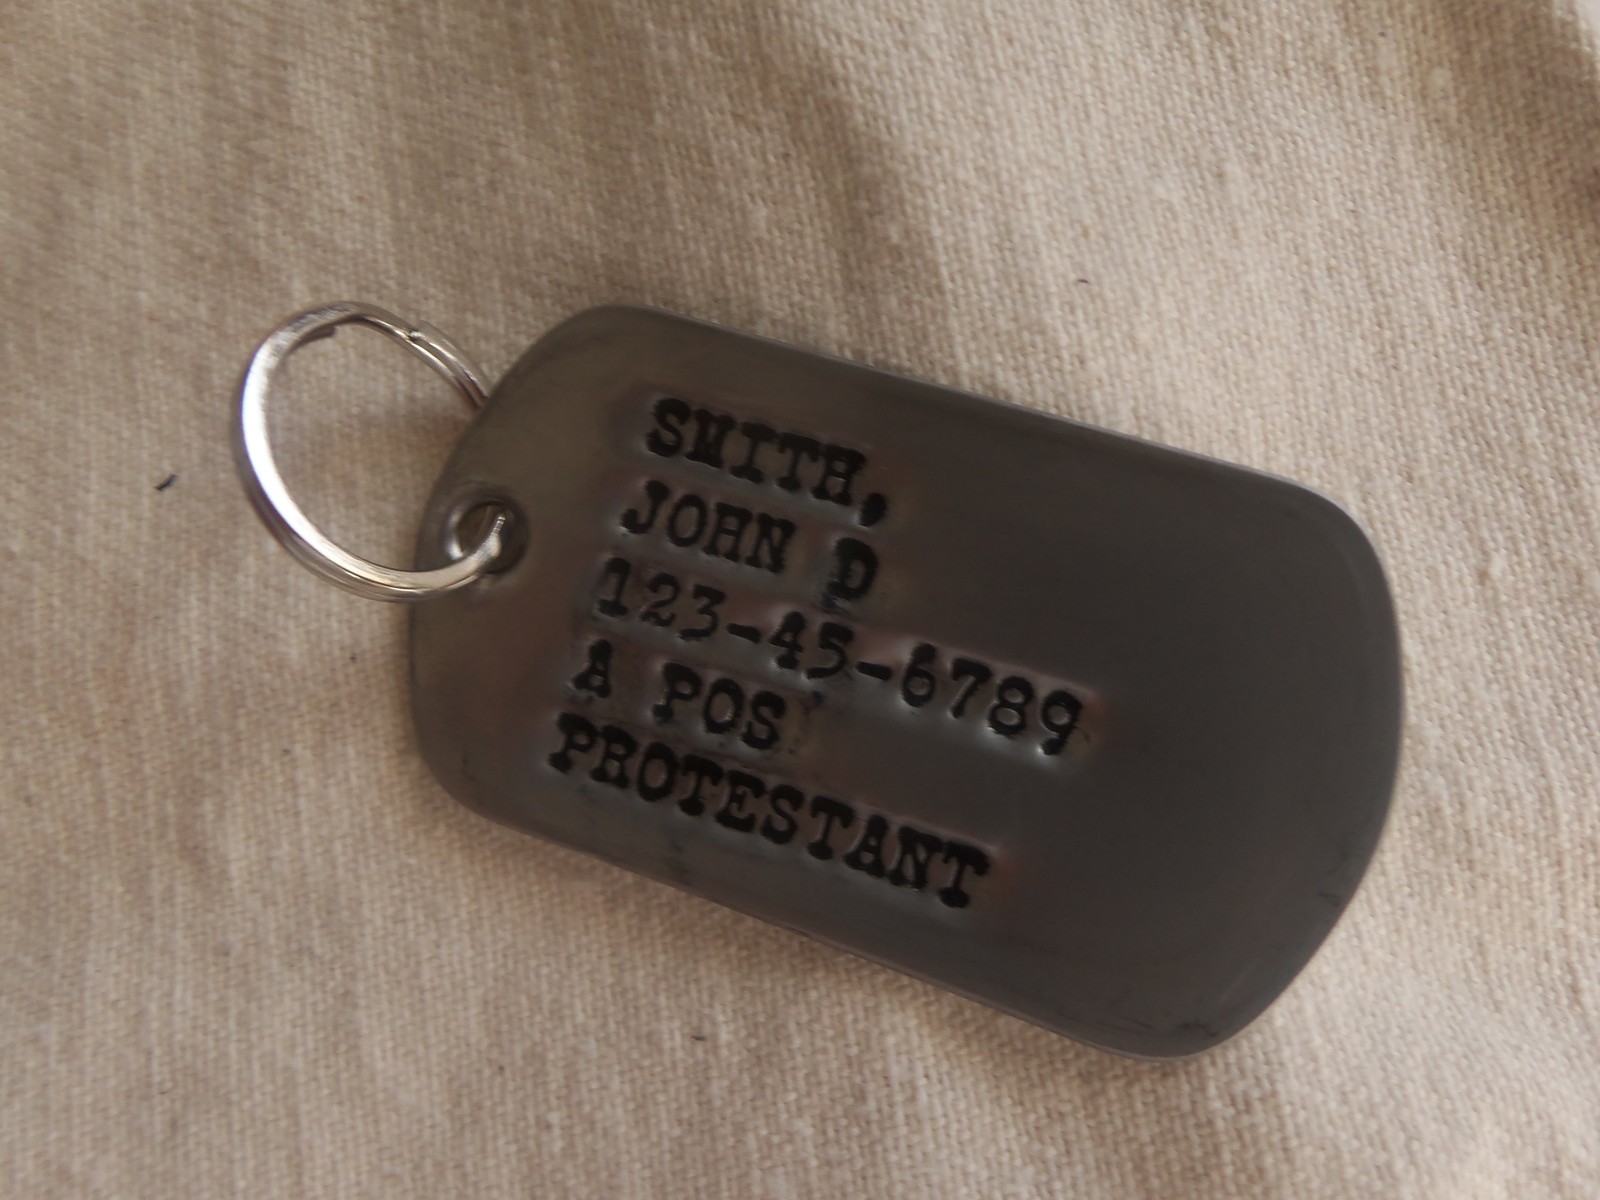 SMITH,
JOHN D
123-45-6789
A POS
PROTESTANT